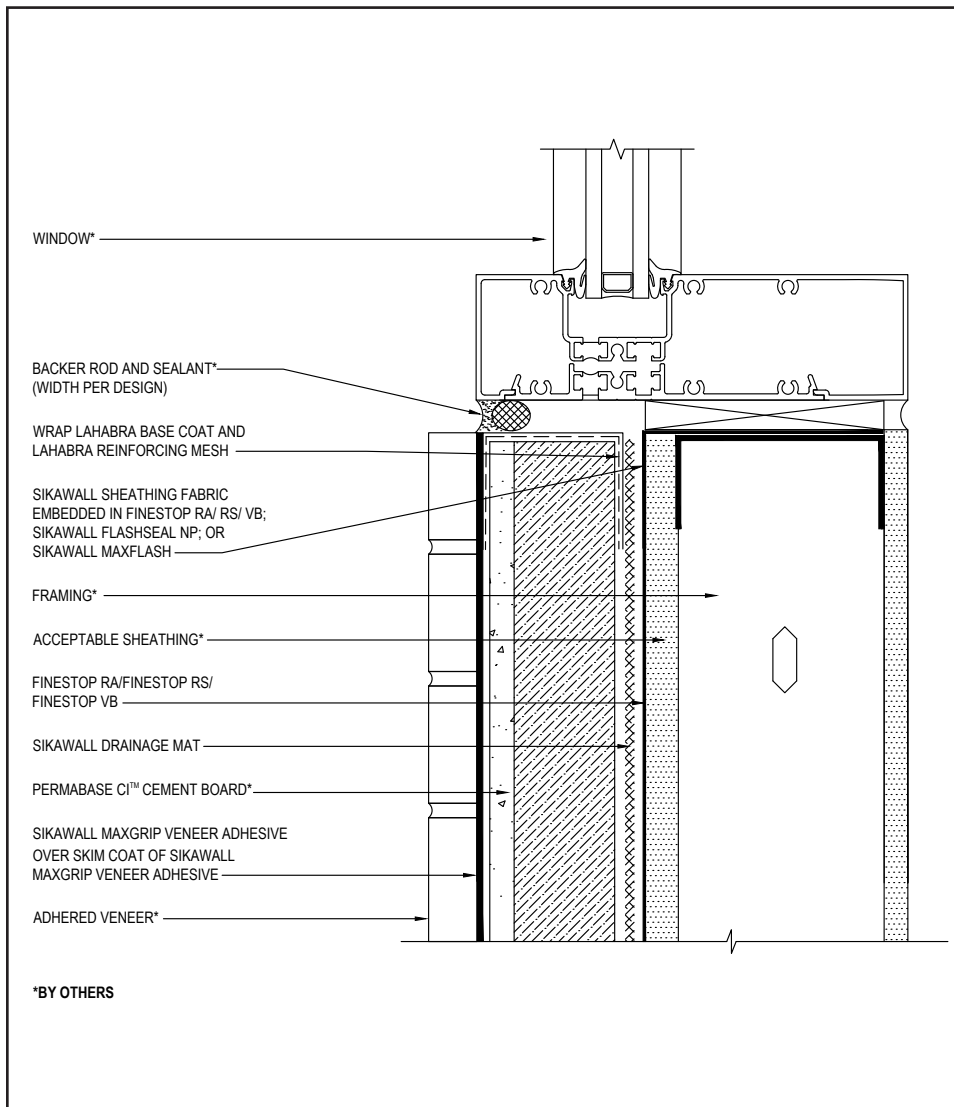 WINDOW*
BACKER ROD AND SEALANT*
(WIDTH PER DESIGN)
WRAP LAHABRA BASE COAT AND
LAHABRA REINFORCING MESH
SIKAWALL SHEATHING FABRIC
EMBEDDED IN FINESTOP RA/ RS/ VB;
SIKAWALL FLASHSEAL NP; OR
SIKAWALL MAXFLASH
FRAMING*
ACCEPTABLE SHEATHING*
FINESTOP RA/FINESTOP RS/
FINESTOP VB
SIKAWALL DRAINAGE MAT
PERMABASE CI™ CEMENT BOARD*
SIKAWALL MAXGRIP VENEER ADHESIVE
OVER SKIM COAT OF SIKAWALL
MAXGRIP VENEER ADHESIVE
ADHERED VENEER*
*BY OTHERS